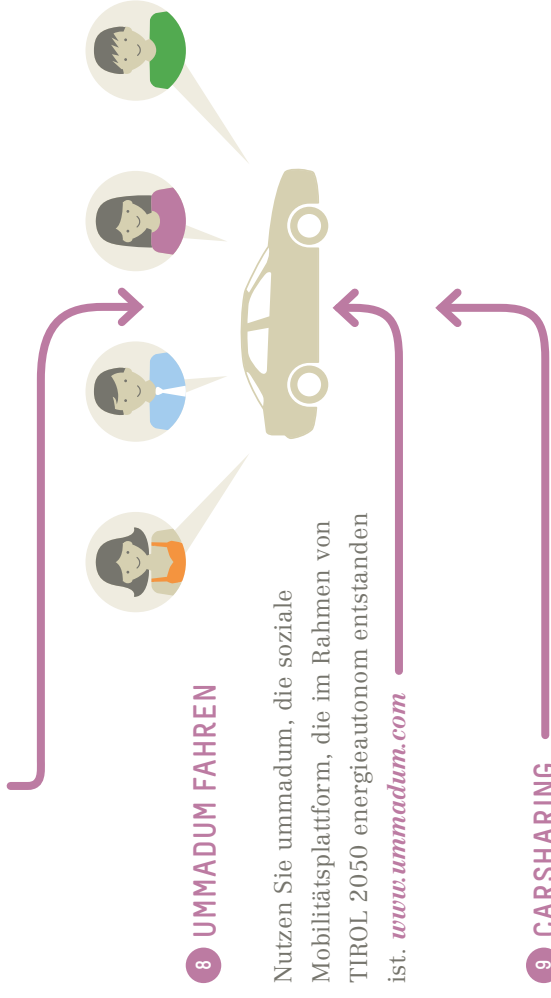 8 UMMADUM FAHREN
Nutzen Sie ummadum, die soziale
Mobilitätsplattform, die im Rahmen von
TIROL 2050 energieautonom entstanden
ist. www.ummadum.com
9 CARSHARING